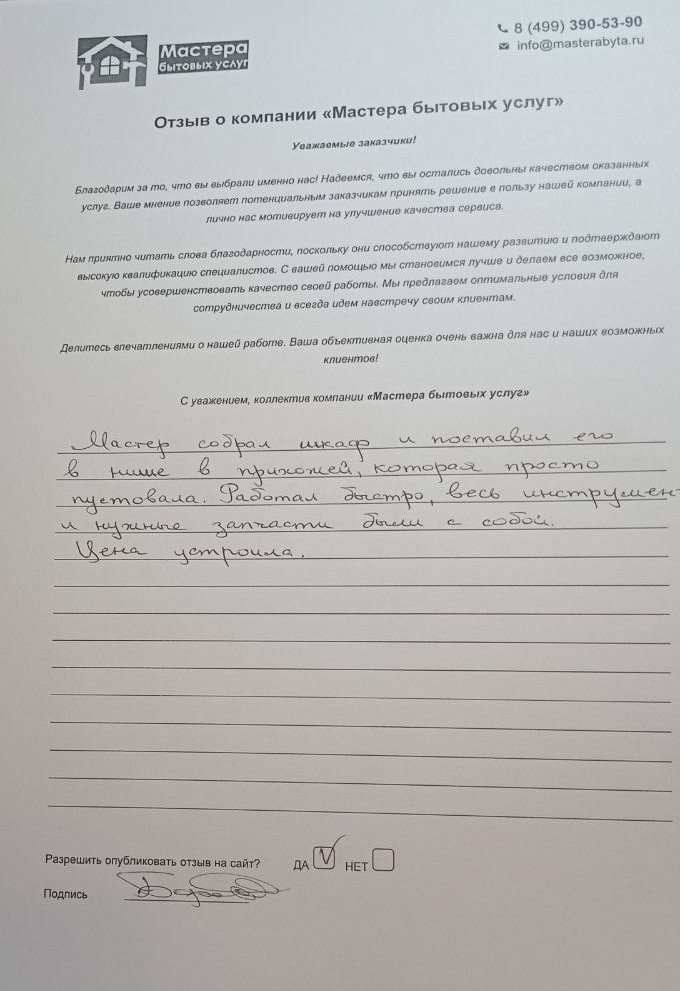 Мастера
бытовых услуг
8 (499) 390-53-90
info@masterabyta.ru
Отзыв о компании «Мастера бытовых услуг»
Уважаемые заказчики!
Благодарим за то, что вы выбрали именно нас! Надеемся, что вы остались довольны качеством оказанных
услуг. Ваше мнение позволяет потенциальным заказчикам принять решение в пользу нашей компании, а
лично нас мотивирует на улучшение качества сервиса.
Нам приятно читать слова благодарности, поскольку они способствуют нашему развитию и подтверждают
высокую квалификацию специалистов. С вашей помощью мы становимся лучше и делаем все возможное,
чтобы усовершенствовать качество своей работы. Мы предлагаем оптимальные условия для
сотрудничества и всегда идем навстречу своим клиентам.
Делитесь впечатлениями о нашей работе. Ваша объективная оценка очень важна для нас и наших возможных
клиентов!
С уважением, коллектив компании «Мастера бытовых услуг»
Мастер собрал шкаф и поставил его
в нише в прихожей, которая просто
пустовала. Работал быстро, весь инструмен
и нужные запчасти были с собой.
Цена устроила.
Разрешить опубликовать отзыв на сайт? ДА НЕТ
Подпись